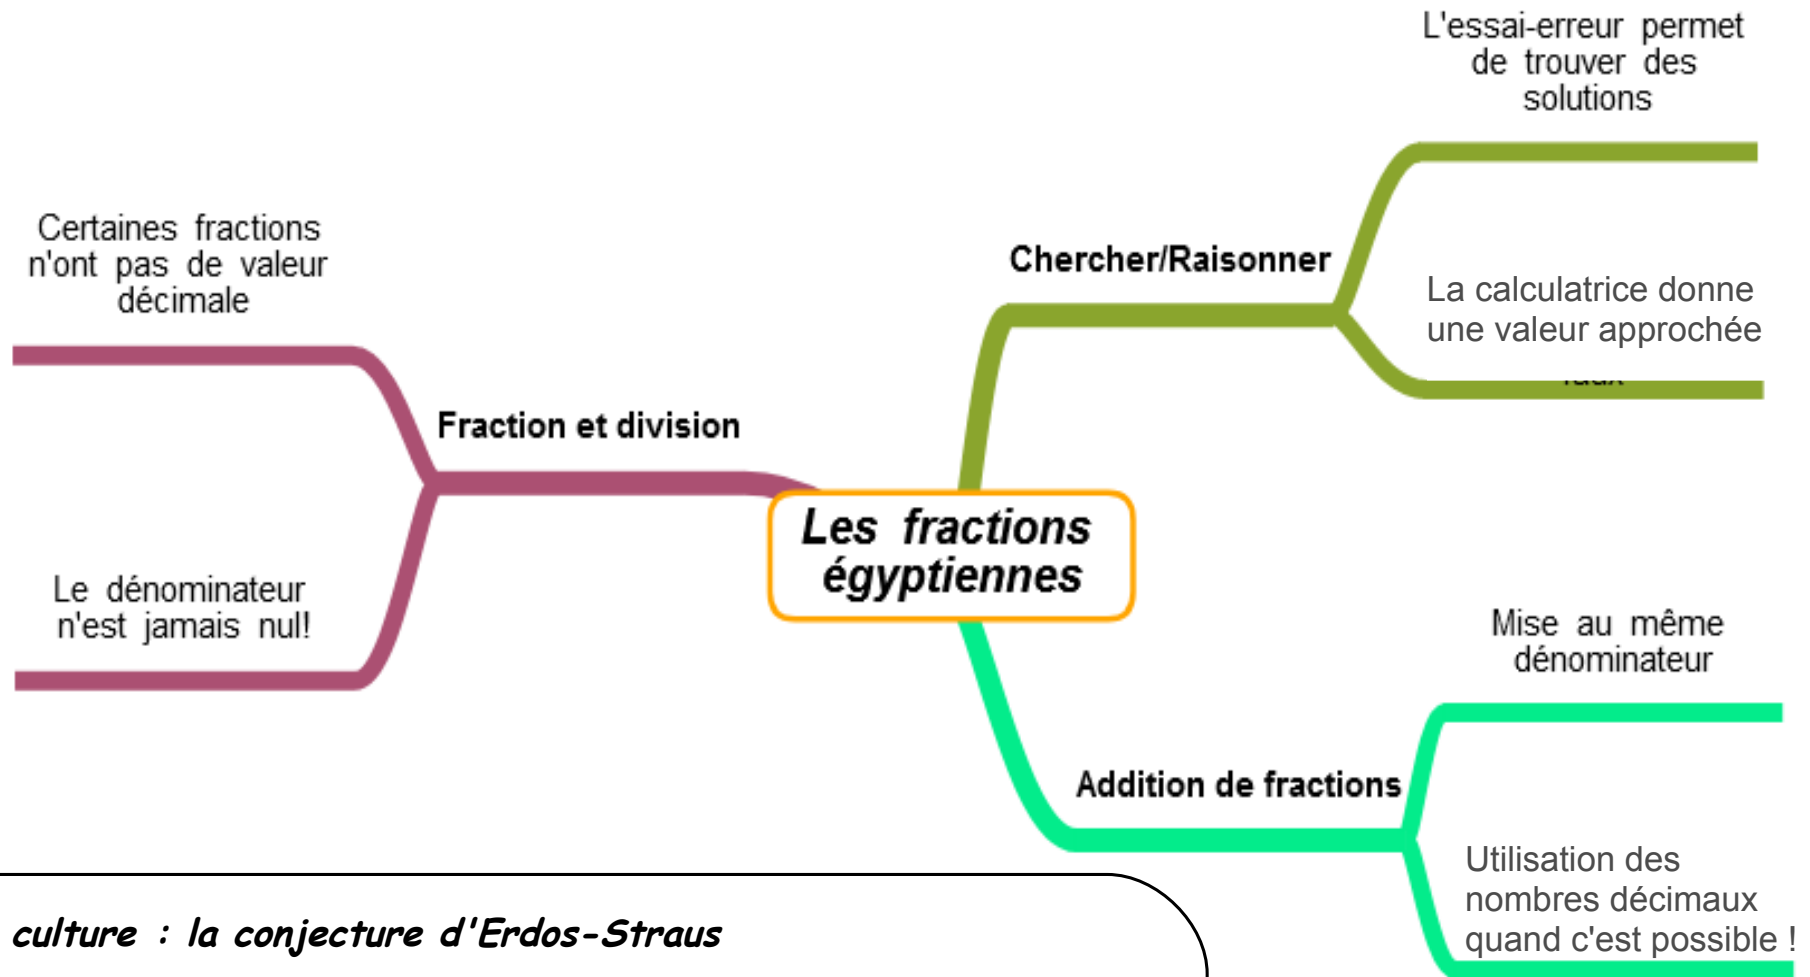 L'essai-erreur permet
de trouver des
solutions
Certaines fractions
n'ont pas de valeur
décimale
Chercher/Raisonner
La calculatrice donne
une valeur approchée
Fraction et division
Les fractions
égyptiennes
Le dénominateur
n'est jamais nul!
Mise au même
dénominateur
Addition de fractions
Utilisation des
nombres décimaux
quand c'est possible !
culture : la conjecture d'Erdos-Straus